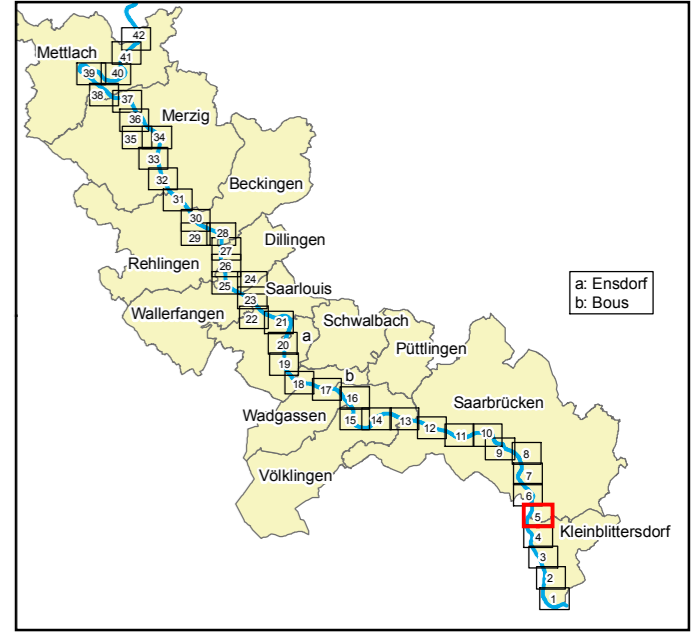 42
Mettlach
41
39
40
38
37
36
Merzig
35
34
33
32
Beckingen
31
30
28
29
Dillingen
27
Rehlingen
26
24
25
Saarlouis
a: Ensdorf
b: Bous
23
Wallerfangen
22
21
Schwalbach
a
20
Püttlingen
19
b
18
17
16
Saarbrücken
Wadgassen
15
14
13
12
11
10
9
8
Völklingen
7
6
5
4
Kleinblittersdorf
3
2
1